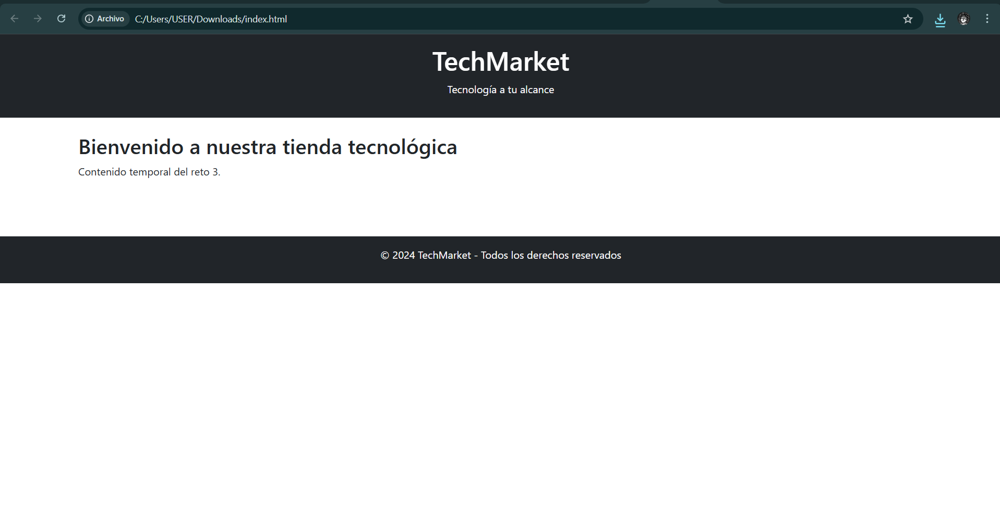 Archivo C:/Users/USER/Downloads/index.html
TechMarket
Tecnología a tu alcance
Bienvenido a nuestra tienda tecnológica
Contenido temporal del reto 3.
© 2024 TechMarket - Todos los derechos reservados